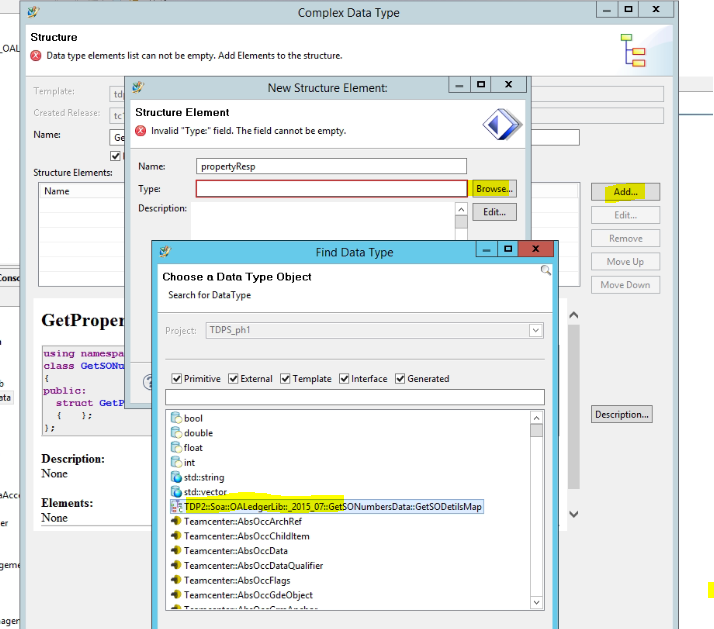 Complex Data Type
Structure
Data type elements list can not be empty. Add Elements to the structure.
_OAL
Template:
Created Release:
Name:
Structure Elements:
Name
Add...
Edit...
Remove
Move Up
Move Down
Description...
New Structure Element:
Structure Element
Invalid "Type:" field. The field cannot be empty.
Name: propertyResp
Type: Browse...
Description: Edit...
Find Data Type
Choose a Data Type Object
Search for DataType
Project: TDPS_ph1
Primitive External Template Interface Generated
bool
double
float
int
std::string
std::vector
TDP2::Soa::OALedgerLib::_2015_07::GetSONumbersData::GetSODetilsMap
Teamcenter::AbsOccArchRef
Teamcenter::AbsOccChildItem
Teamcenter::AbsOccData
Teamcenter::AbsOccDataQualifier
Teamcenter::AbsOccFlags
Teamcenter::AbsOccGdeObject
GetProper
using namespa
class GetSONu
{
public:
struct GetP
{ };
};
Description:
None
Elements:
None